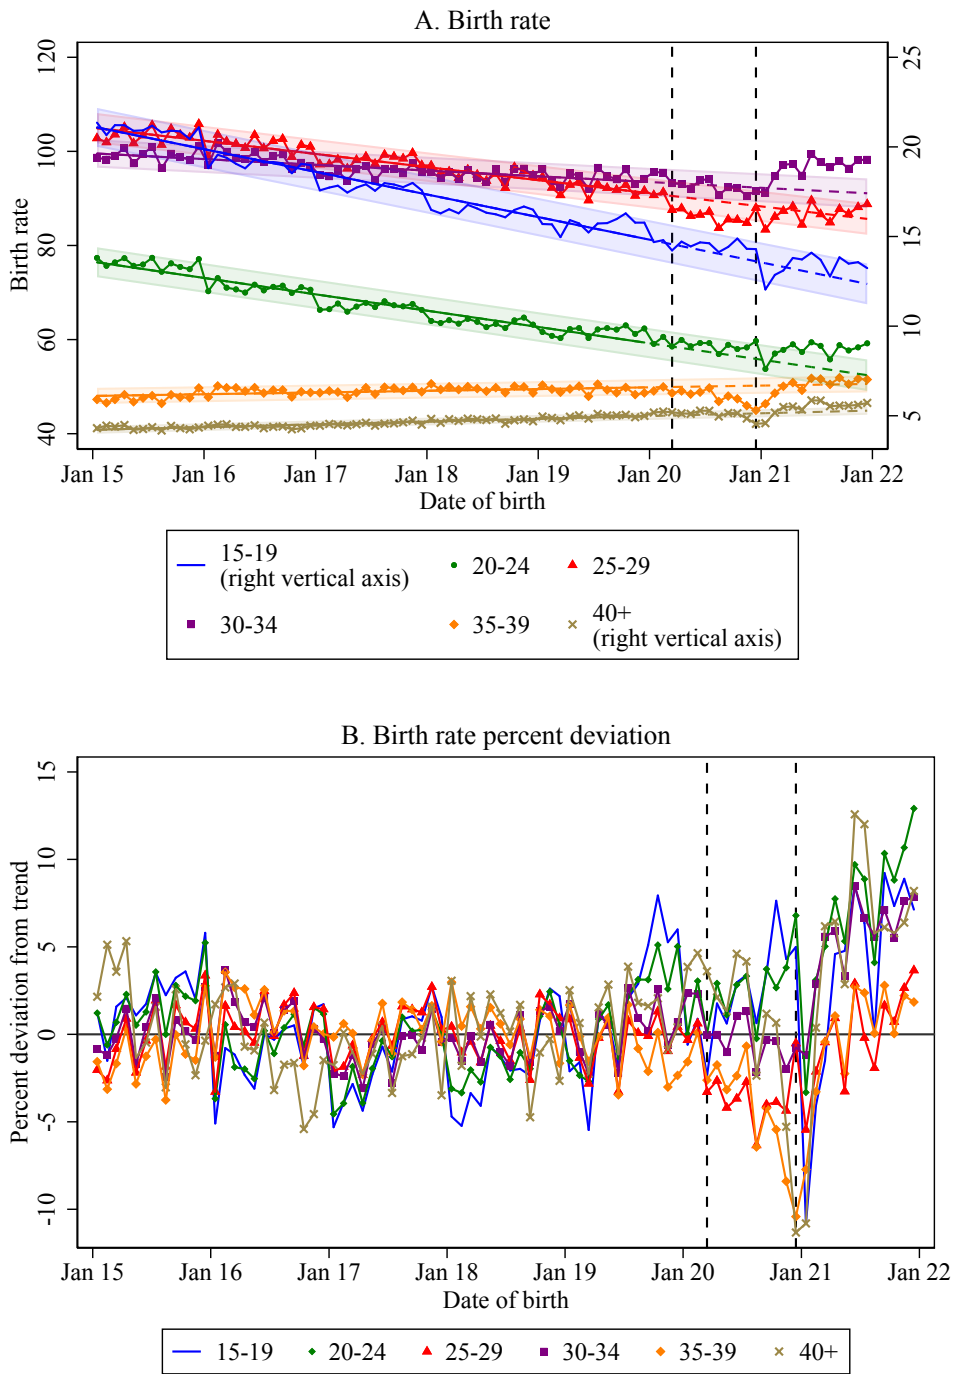 A. Birth rate
120
100
80
60
40
Birth rate
25
20
15
10
5
Jan 15 Jan 16 Jan 17 Jan 18 Jan 19 Jan 20 Jan 21 Jan 22
Date of birth
15-19
(right vertical axis)
20-24
25-29
30-34
35-39
40+
(right vertical axis)
B. Birth rate percent deviation
15
10
5
0
-5
-10
Percent deviation from trend
Jan 15 Jan 16 Jan 17 Jan 18 Jan 19 Jan 20 Jan 21 Jan 22
Date of birth
15-19 20-24 25-29 30-34 35-39 40+